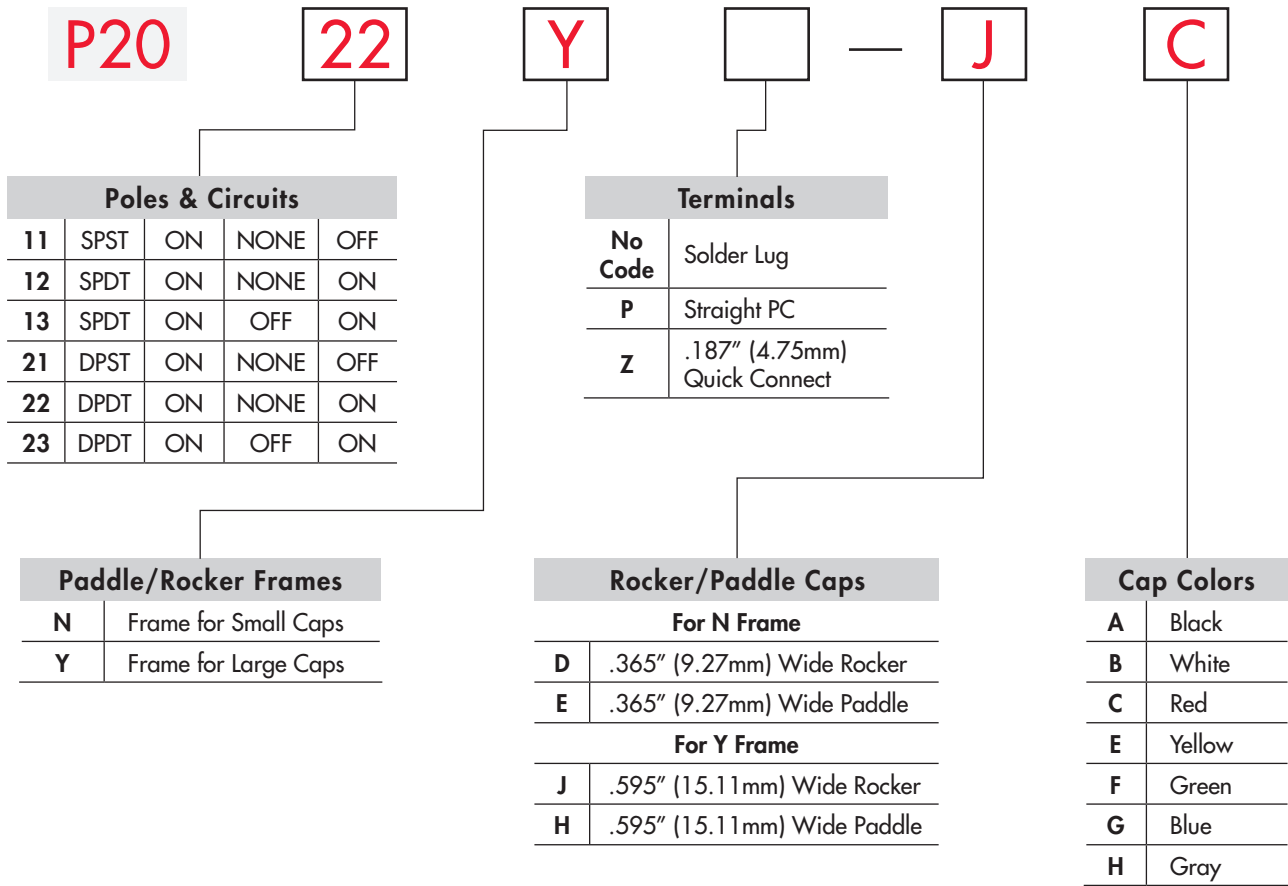 P20 22 Y — J C
Poles & Circuits
11 SPST ON NONE OFF
12 SPDT ON NONE ON
13 SPDT ON OFF ON
21 DPST ON NONE OFF
22 DPDT ON NONE ON
23 DPDT ON OFF ON
Terminals
No
Code Solder Lug
P Straight PC
Z .187” (4.75mm)
Quick Connect
Paddle/Rocker Frames
N Frame for Small Caps
Y Frame for Large Caps
Rocker/Paddle Caps
For N Frame
D .365” (9.27mm) Wide Rocker
E .365” (9.27mm) Wide Paddle
For Y Frame
J .595” (15.11mm) Wide Rocker
H .595” (15.11mm) Wide Paddle
Cap Colors
A Black
B White
C Red
E Yellow
F Green
G Blue
H Gray